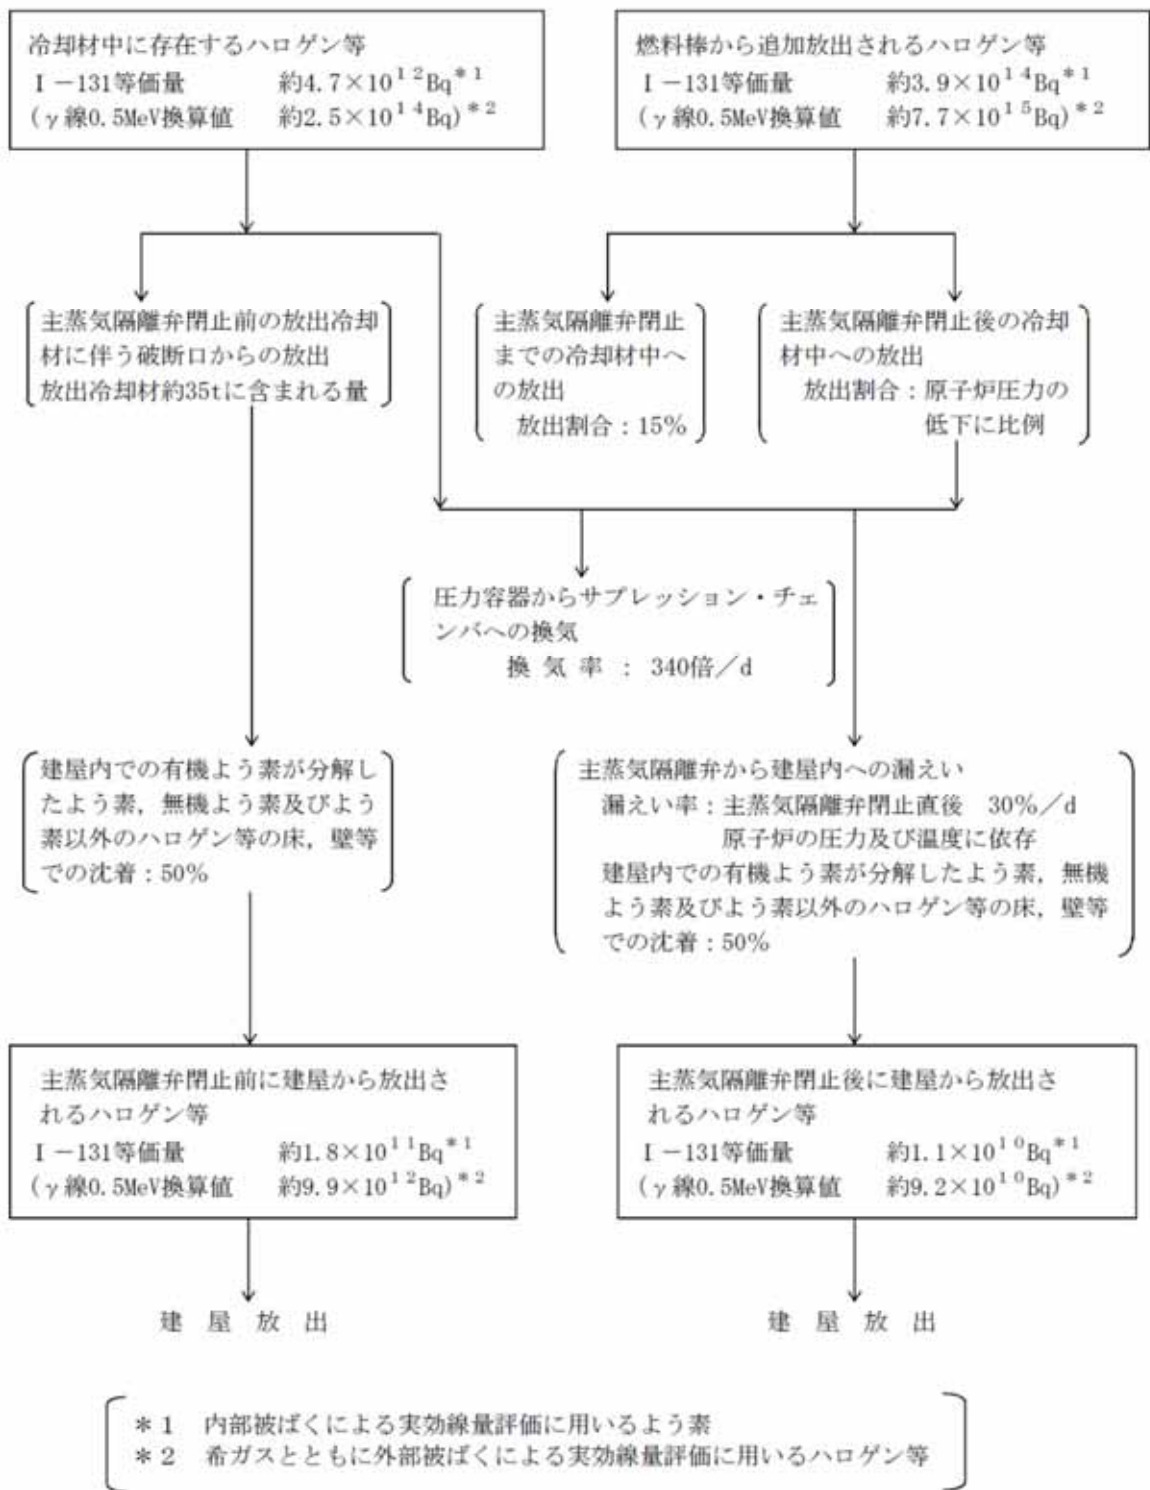 冷却材中に存在するハロゲン等
Ｉ－131等価量 約4.7×10¹²Bq*¹
(γ線0.5MeV換算値 約2.5×10¹⁴Bq)*²
燃料棒から追加放出されるハロゲン等
Ｉ－131等価量 約3.9×10¹⁴Bq*¹
(γ線0.5MeV換算値 約7.7×10¹⁵Bq)*²
主蒸気隔離弁閉止前の放出冷却
材に伴う破断口からの放出
放出冷却材約35tに含まれる量
主蒸気隔離弁閉止
までの冷却材中へ
の放出
放出割合：15%
主蒸気隔離弁閉止後の冷却
材中への放出
放出割合：原子炉圧力の
低下に比例
圧力容器からサプレッション・チェ
ンバへの換気
換 気 率 ： 340倍／d
建屋内での有機よう素が分解し
たよう素，無機よう素及びよう
素以外のハロゲン等の床，壁等
での沈着：50%
主蒸気隔離弁から建屋内への漏えい
漏えい率：主蒸気隔離弁閉止直後 30%／d
原子炉の圧力及び温度に依存
建屋内での有機よう素が分解したよう素，無機
よう素及びよう素以外のハロゲン等の床，壁等
での沈着：50%
主蒸気隔離弁閉止前に建屋から放出さ
れるハロゲン等
Ｉ－131等価量 約1.8×10¹¹Bq*¹
(γ線0.5MeV換算値 約9.9×10¹²Bq)*²
主蒸気隔離弁閉止後に建屋から放出さ
れるハロゲン等
Ｉ－131等価量 約1.1×10¹⁰Bq*¹
(γ線0.5MeV換算値 約9.2×10¹⁰Bq)*²
建 屋 放 出
建 屋 放 出
＊１ 内部被ばくによる実効線量評価に用いるよう素
＊２ 希ガスとともに外部被ばくによる実効線量評価に用いるハロゲン等